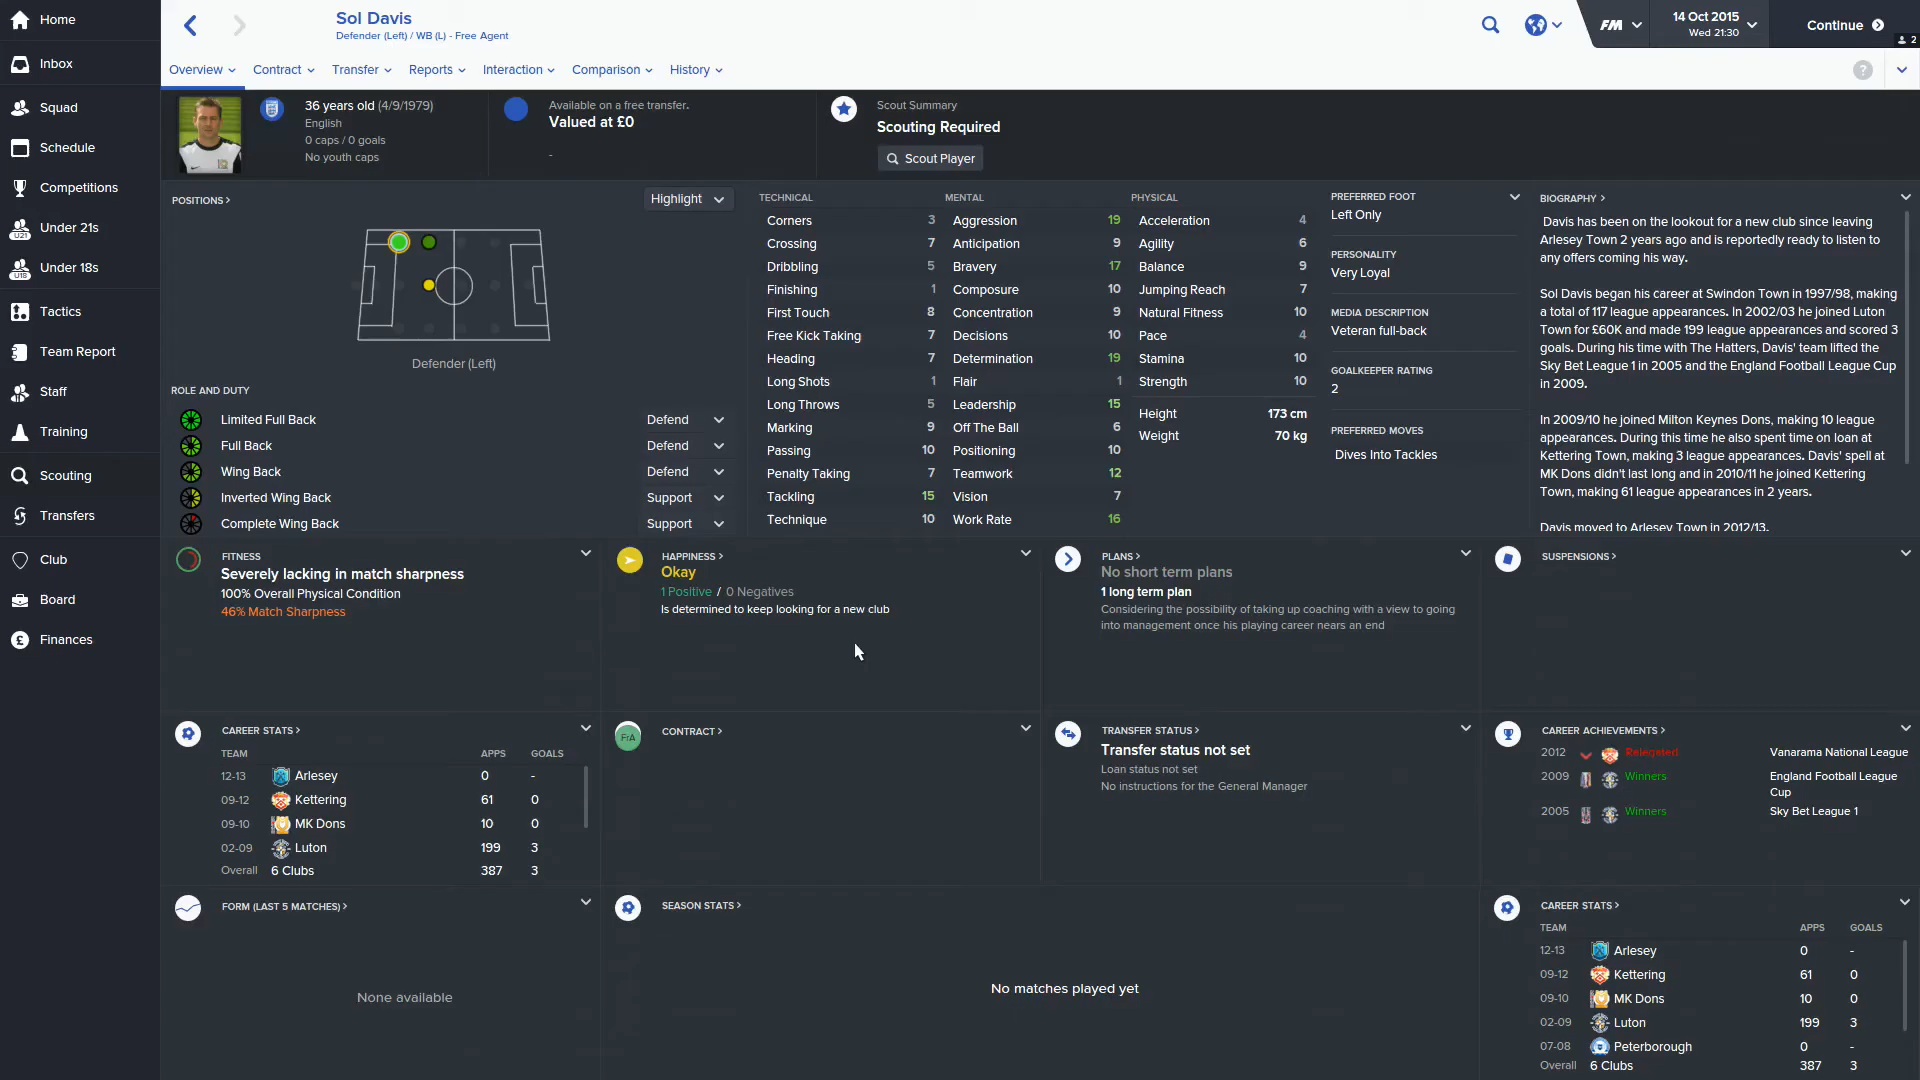 Home
Inbox
Squad
Schedule
Competitions
Under 21s
Under 18s
Tactics
Team Report
Staff
Training
Scouting
Transfers
Club
Board
Finances
Sol Davis
Defender (Left) / WB (L) - Free Agent
FM
14 Oct 2015
Wed 21:30
Continue
2
Overview
Contract
Transfer
Reports
Interaction
Comparison
History
?
36 years old (4/9/1979)
English
0 caps / 0 goals
No youth caps
Available on a free transfer.
Valued at £0
-
Scout Summary
Scouting Required
Scout Player
POSITIONS >
Highlight
Defender (Left)
ROLE AND DUTY
Limited Full Back Defend
Full Back Defend
Wing Back Defend
Inverted Wing Back Support
Complete Wing Back Support
TECHNICAL
Corners 3
Crossing 7
Dribbling 5
Finishing 1
First Touch 8
Free Kick Taking 7
Heading 7
Long Shots 1
Long Throws 5
Marking 9
Passing 10
Penalty Taking 7
Tackling 15
Technique 10
MENTAL
Aggression 19
Anticipation 9
Bravery 17
Composure 10
Concentration 9
Decisions 10
Determination 19
Flair 1
Leadership 15
Off The Ball 6
Positioning 10
Teamwork 12
Vision 7
Work Rate 16
PHYSICAL
Acceleration 4
Agility 6
Balance 9
Jumping Reach 7
Natural Fitness 10
Pace 4
Stamina 10
Strength 10
Height 173 cm
Weight 70 kg
PREFERRED FOOT
Left Only
PERSONALITY
Very Loyal
MEDIA DESCRIPTION
Veteran full-back
GOALKEEPER RATING
2
PREFERRED MOVES
Dives Into Tackles
BIOGRAPHY >
Davis has been on the lookout for a new club since leaving
Arlesey Town 2 years ago and is reportedly ready to listen to
any offers coming his way.
Sol Davis began his career at Swindon Town in 1997/98, making
a total of 117 league appearances. In 2002/03 he joined Luton
Town for £60K and made 199 league appearances and scored 3
goals. During his time with The Hatters, Davis' team lifted the
Sky Bet League 1 in 2005 and the England Football League Cup
in 2009.
In 2009/10 he joined Milton Keynes Dons, making 10 league
appearances. During this time he also spent time on loan at
Kettering Town, making 3 league appearances. Davis' spell at
MK Dons didn't last long and in 2010/11 he joined Kettering
Town, making 61 league appearances in 2 years.
Davis moved to Arlesey Town in 2012/13.
FITNESS
Severely lacking in match sharpness
100% Overall Physical Condition
46% Match Sharpness
HAPPINESS >
Okay
1 Positive / 0 Negatives
Is determined to keep looking for a new club
PLANS >
No short term plans
1 long term plan
Considering the possibility of taking up coaching with a view to going
into management once his playing career nears an end
SUSPENSIONS >
CAREER STATS >
TEAM APPS GOALS
12-13 Arlesey 0 -
09-12 Kettering 61 0
09-10 MK Dons 10 0
02-09 Luton 199 3
Overall 6 Clubs 387 3
FrA
CONTRACT >
TRANSFER STATUS >
Transfer status not set
Loan status not set
No instructions for the General Manager
CAREER ACHIEVEMENTS >
2012 Relegated Vanarama National League
2009 Winners England Football League
Cup
2005 Winners Sky Bet League 1
FORM (LAST 5 MATCHES) >
None available
SEASON STATS >
No matches played yet
CAREER STATS >
TEAM APPS GOALS
12-13 Arlesey 0 -
09-12 Kettering 61 0
09-10 MK Dons 10 0
02-09 Luton 199 3
07-08 Peterborough 0 -
Overall 6 Clubs 387 3